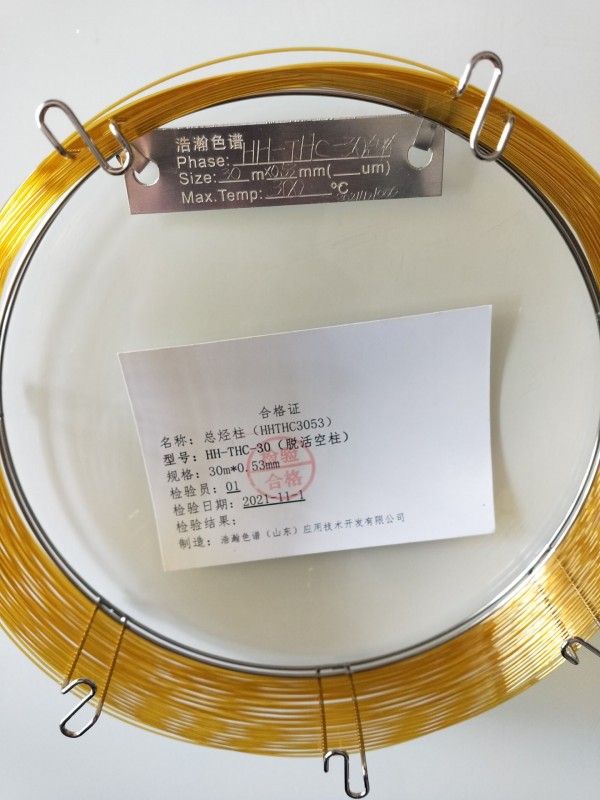 浩瀚色谱
Phase: HH-THC-30
Size: 30 m×0.53mm(___um)
Max.Temp: ℃
合格证
名称: 总烃柱 (HHTHC3053)
型号: HH-THC-30 (脱活空柱)
规格: 30m*0.53mm
检验员: 01
检验日期: 2021-11-1
检验结果:
检验
合格
制造: 浩瀚色谱 (山东) 应用技术开发有限公司